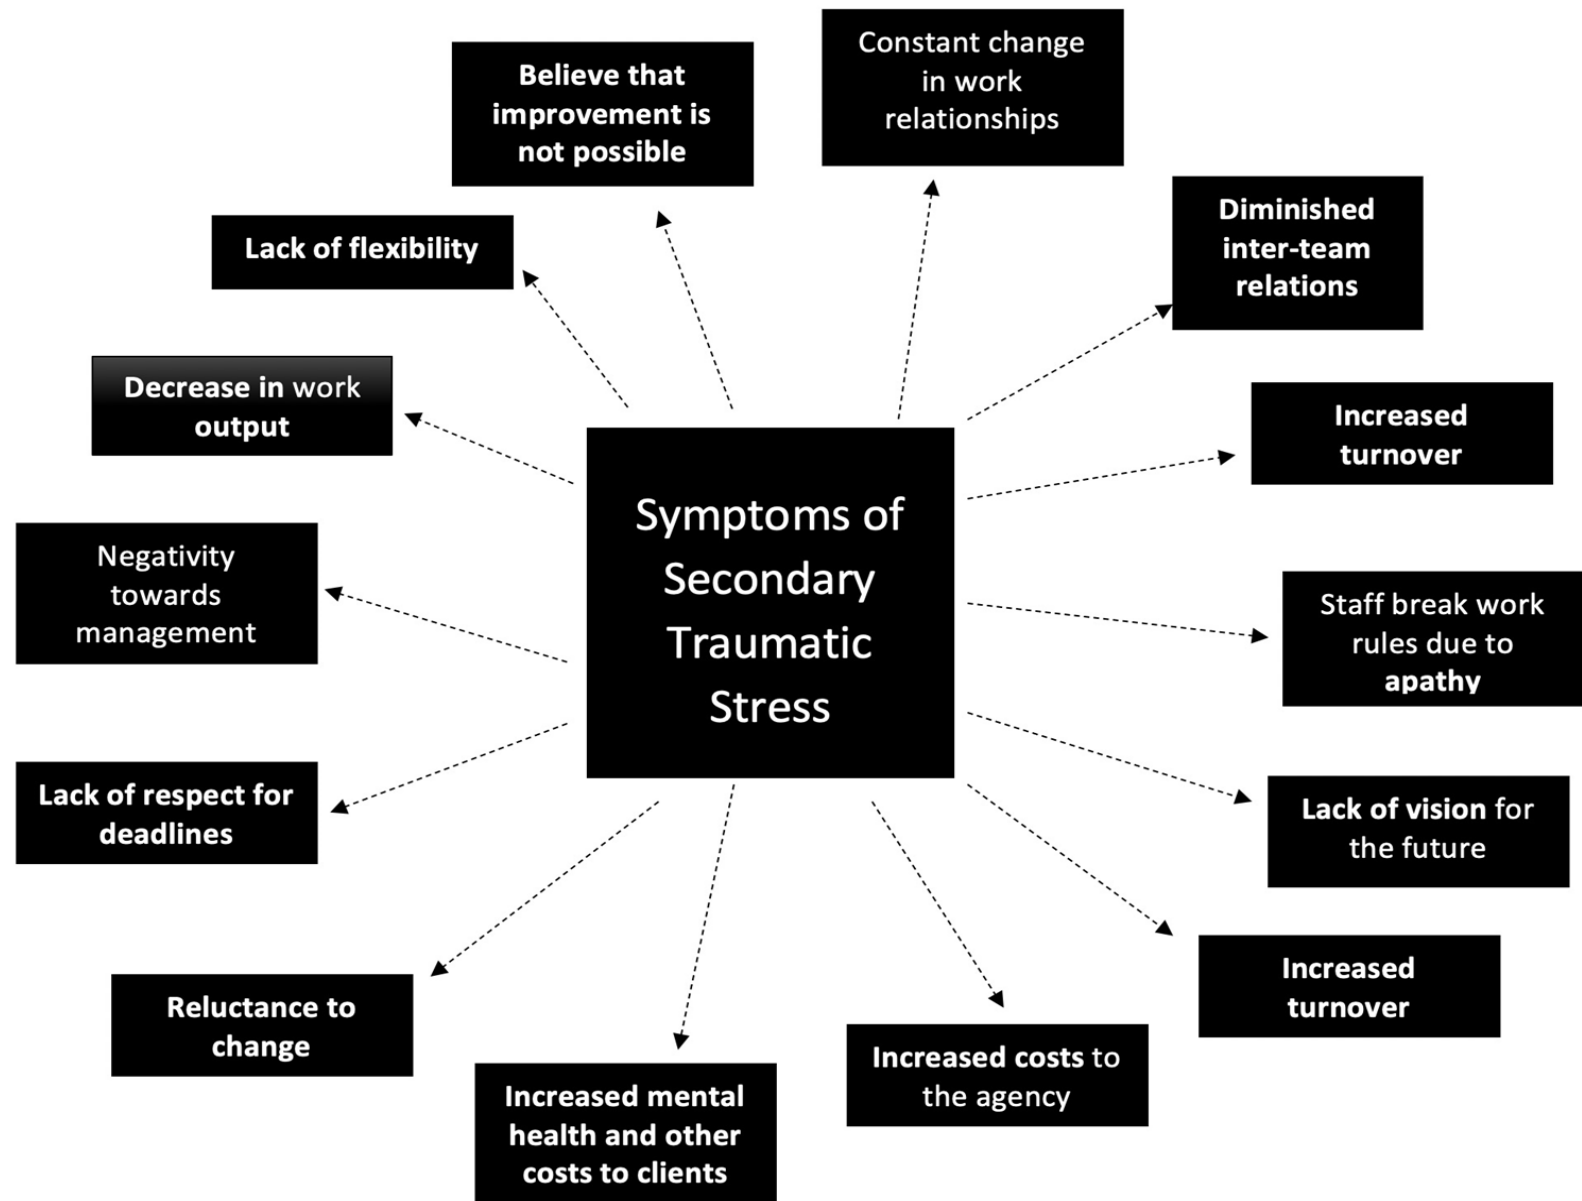 Constant change
in work
relationships
Believe that
improvement is
not possible
Diminished
inter-team
relations
Lack of flexibility
Decrease in work
output
Increased
turnover
Symptoms of
Secondary
Traumatic
Stress
Negativity
towards
management
Staff break work
rules due to
apathy
Lack of respect for
deadlines
Lack of vision for
the future
Increased
turnover
Reluctance to
change
Increased costs to
the agency
Increased mental
health and other
costs to clients